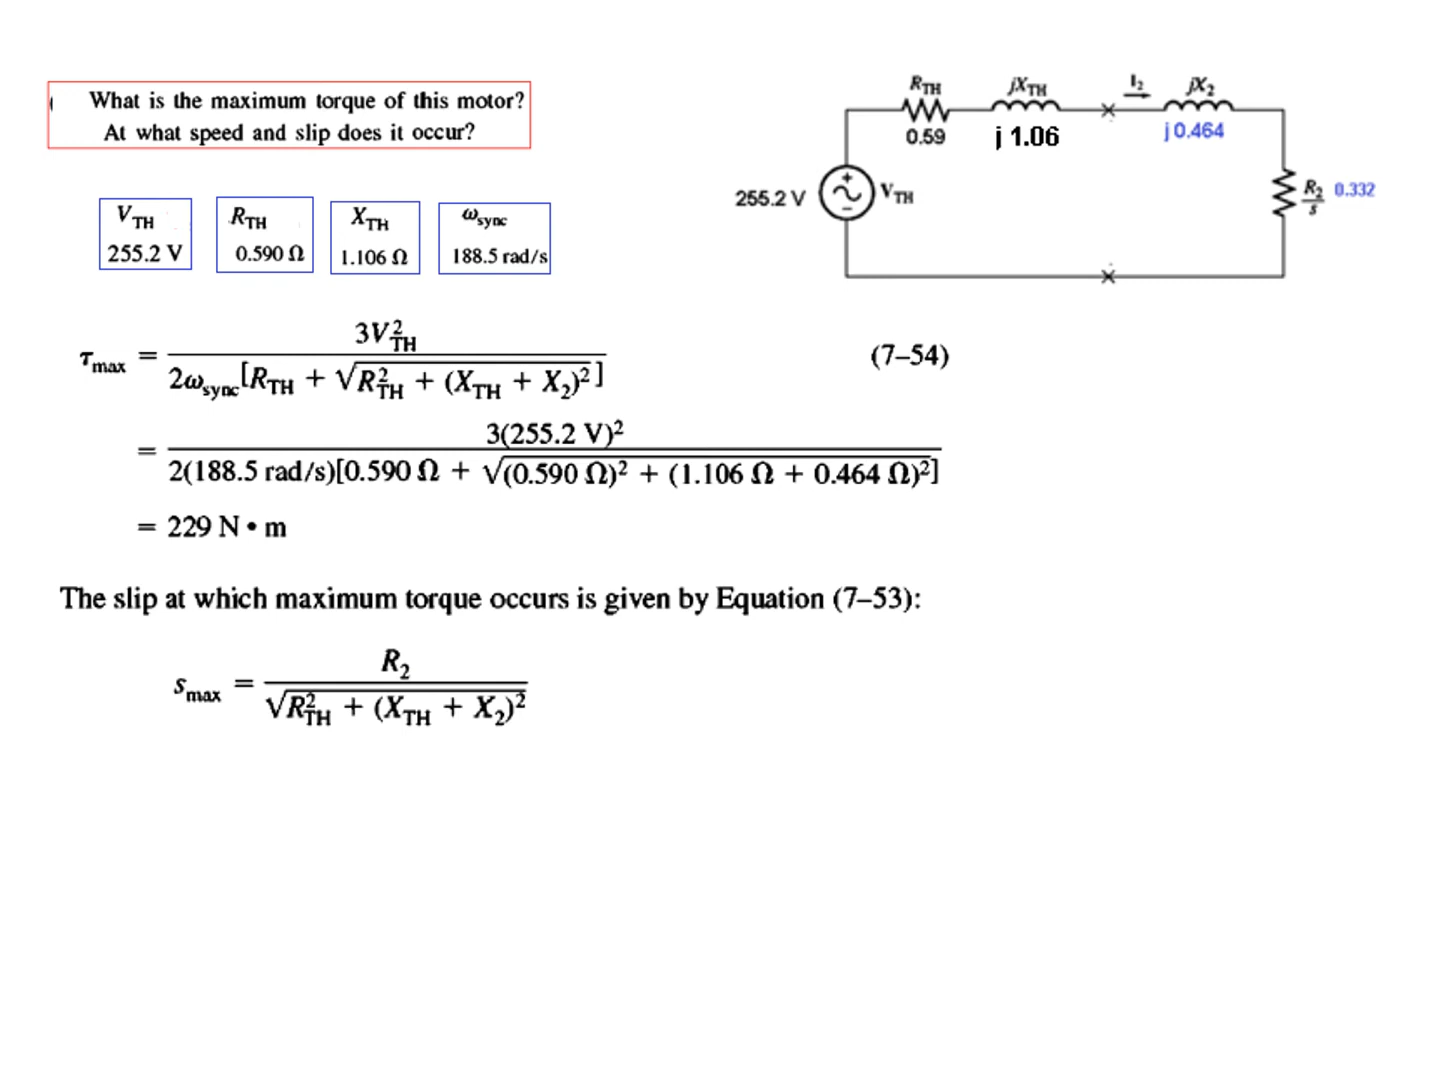 What is the maximum torque of this motor?
At what speed and slip does it occur?
V_TH
255.2 V
R_TH
0.590 Ω
X_TH
1.106 Ω
ω_sync
188.5 rad/s
R_TH
jX_TH
I_2
jX_2
0.59
j 1.06
j 0.464
255.2 V
V_TH
R_2/s
0.332
τ_max = 3V_TH^2 / 2ω_sync[R_TH + √R_TH^2 + (X_TH + X_2)^2] (7–54)
= 3(255.2 V)^2 / 2(188.5 rad/s)[0.590 Ω + √(0.590 Ω)^2 + (1.106 Ω + 0.464 Ω)^2]
= 229 N • m
The slip at which maximum torque occurs is given by Equation (7–53):
s_max = R_2 / √R_TH^2 + (X_TH + X_2)^2